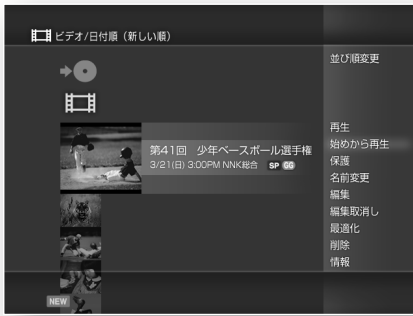 ビデオ/日付順（新しい順）
並び順変更
第41回 少年ベースボール選手権
3/21(日) 3:00PM NNK総合 SP GG
再生
始めから再生
保護
名前変更
編集
編集取消し
最適化
削除
情報
NEW